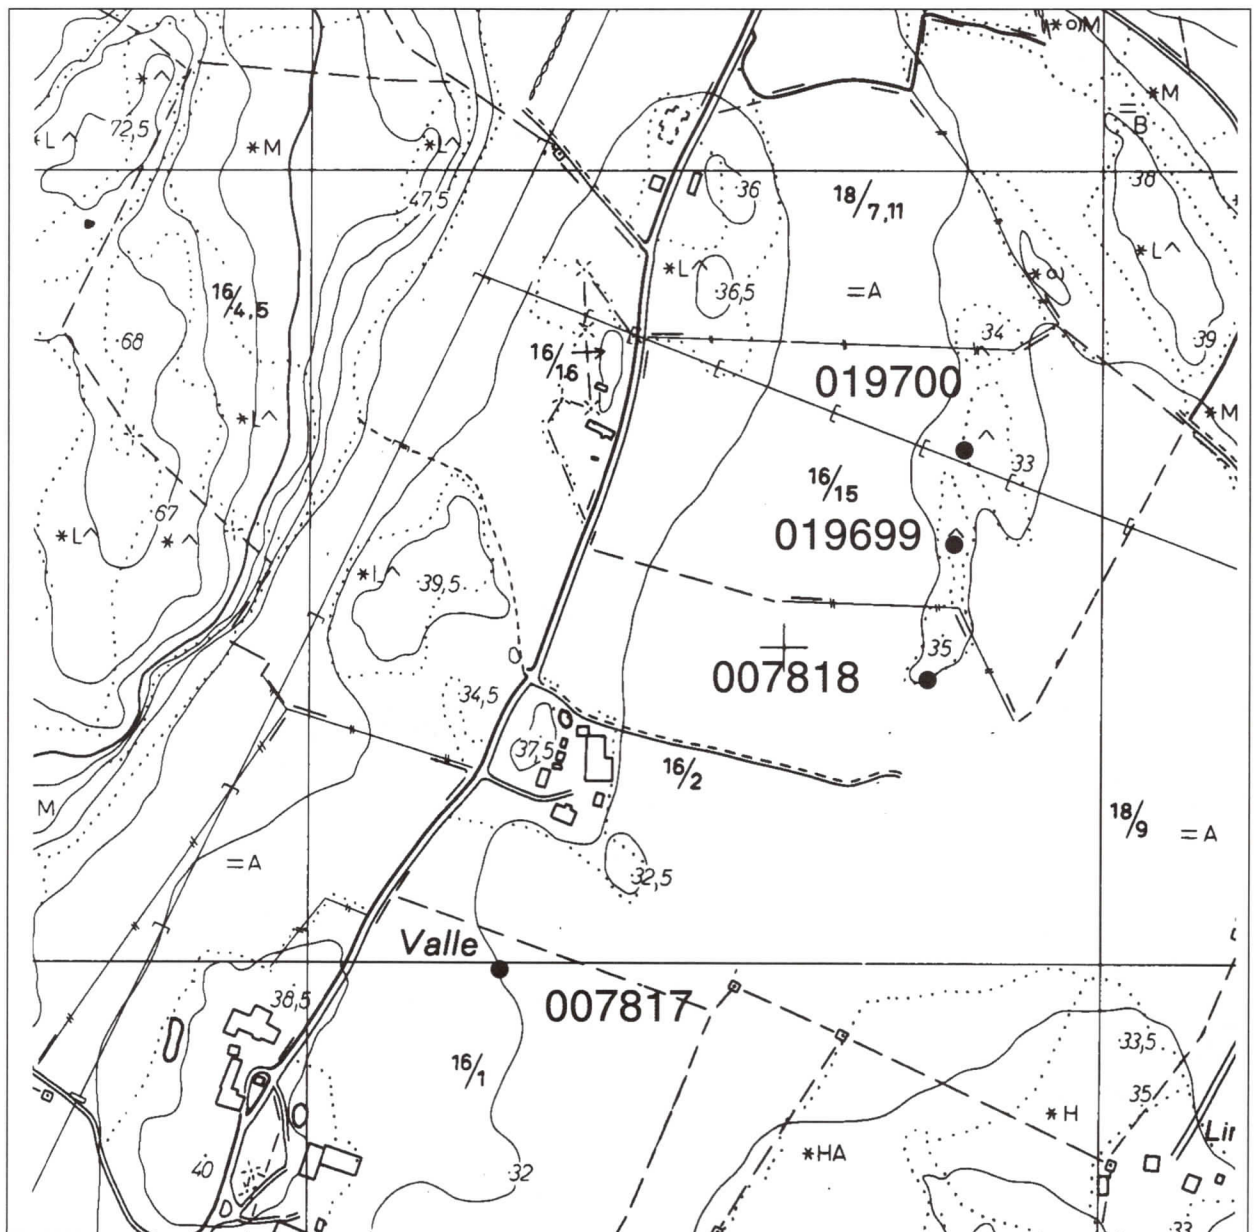 * o) M
* M
* ^
B
72,5
* L ^
* M
* L ^
38
36
18/7,11
47,5
* L ^
* L ^
* o)
16/4,5
36,5
= A
34
39
68
16/16
019700
* M
* L ^
^
33
67
16/15
019699
* L ^
* ^
* L ^
39,5
35
007818
34,5
37,5
16/2
M
18/9
= A
= A
32,5
Valle
38,5
007817
33,5
16/1
35
* H
Lir
* HA
40
32
33